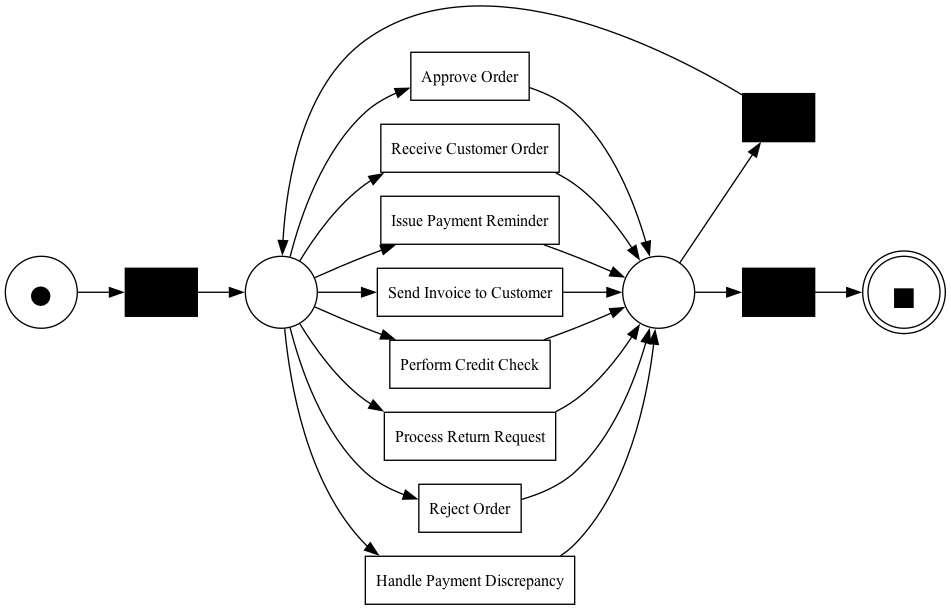 Approve Order
Receive Customer Order
Issue Payment Reminder
Send Invoice to Customer
Perform Credit Check
Process Return Request
Reject Order
Handle Payment Discrepancy